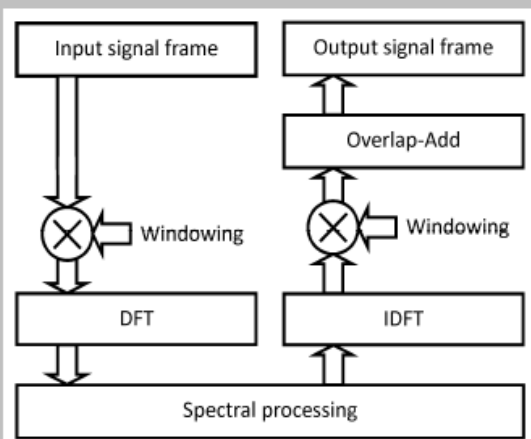 Input signal frame
Output signal frame
Overlap-Add
Windowing
Windowing
DFT
IDFT
Spectral processing